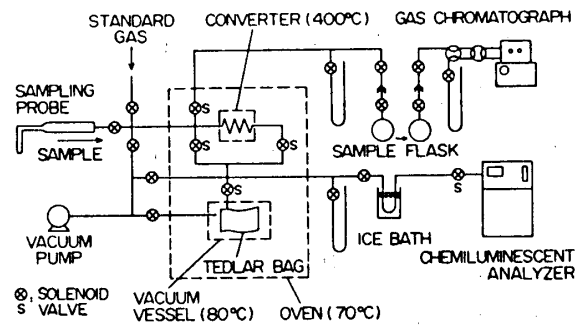 STANDARD
GAS
CONVERTER (400°C)
GAS CHROMATOGRAPH
SAMPLING
PROBE
SAMPLE
S
S
S
SAMPLE FLASK
S
S
VACUUM
PUMP
TEDLAR BAG
ICE BATH
CHEMILUMINESCENT
ANALYZER
S
, SOLENOID
VALVE
VACUUM
VESSEL (80°C)
OVEN (70°C)